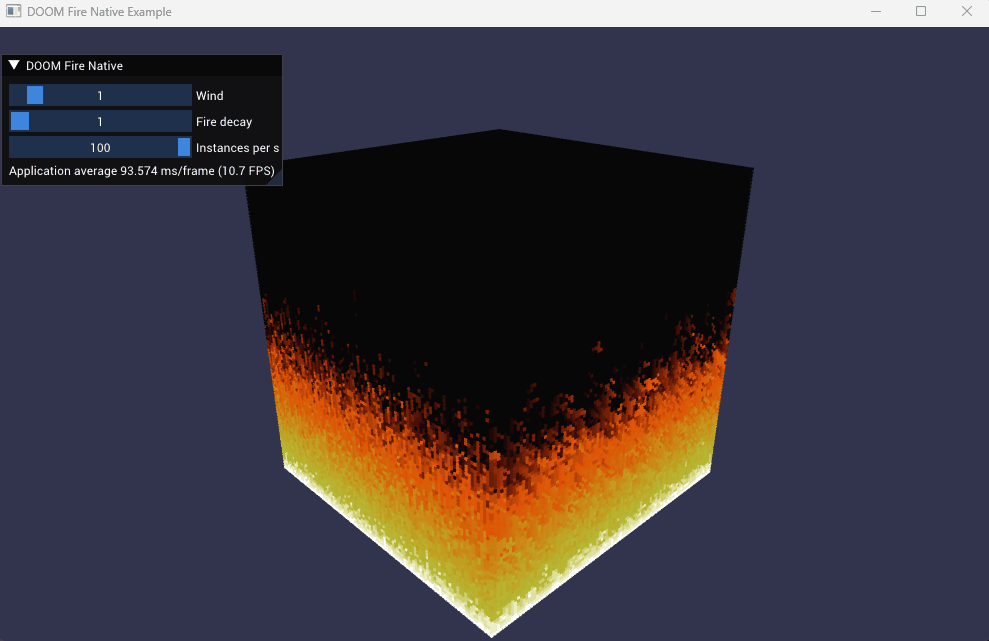 DOOM Fire Native Example
DOOM Fire Native
1 Wind
1 Fire decay
100 Instances per s
Application average 93.574 ms/frame (10.7 FPS)